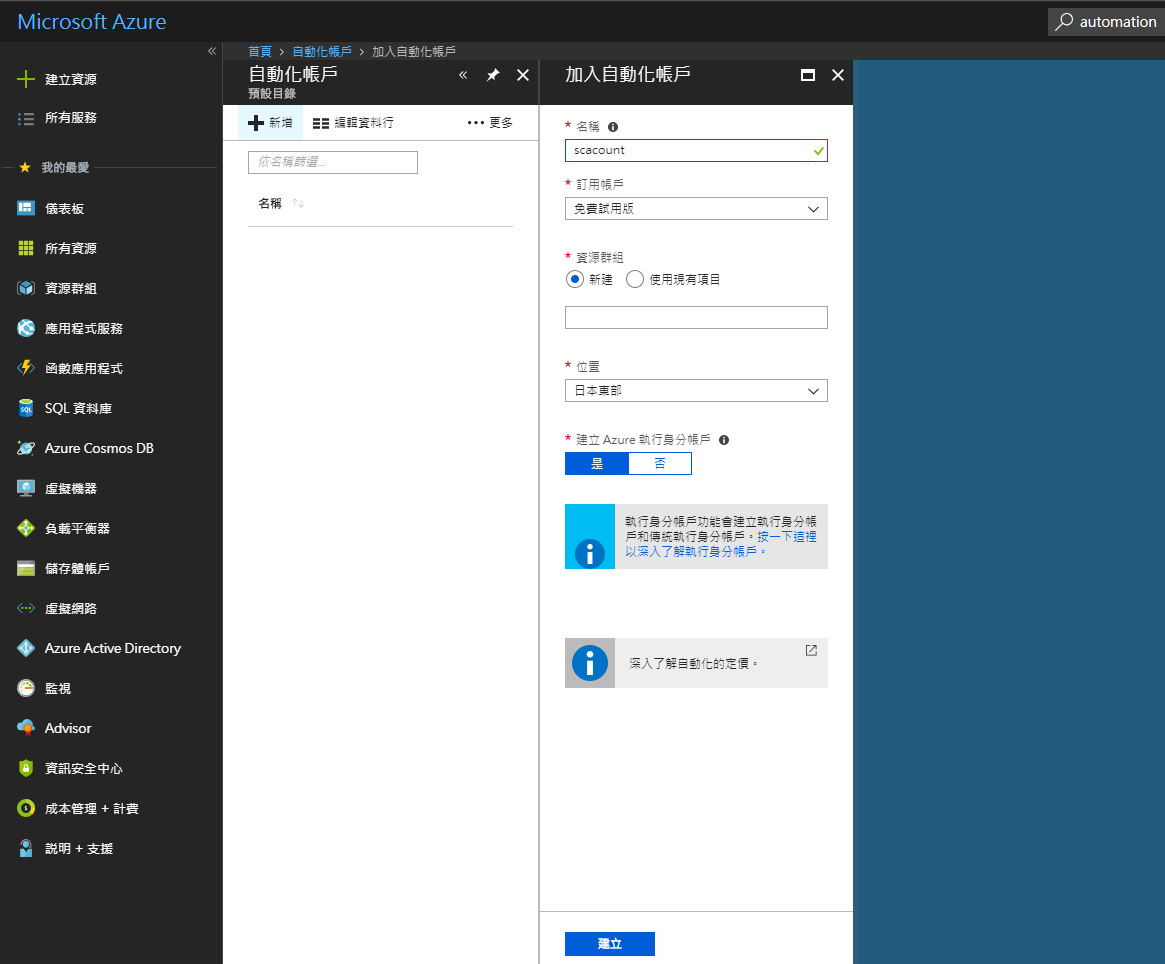 Microsoft Azure
automation
首頁 > 自動化帳戶 > 加入自動化帳戶
建立資源
所有服務
我的最愛
儀表板
所有資源
資源群組
應用程式服務
函數應用程式
SQL 資料庫
Azure Cosmos DB
虛擬機器
負載平衡器
儲存體帳戶
虛擬網路
Azure Active Directory
監視
Advisor
資訊安全中心
成本管理 + 計費
說明 + 支援
自動化帳戶
預設目錄
新增 編輯資料行 ••• 更多
依名稱篩選...
名稱 ↑↓
加入自動化帳戶
* 名稱
scacount
* 訂用帳戶
免費試用版
* 資源群組
新建 使用現有項目
* 位置
日本東部
* 建立 Azure 執行身分帳戶
是 否
執行身分帳戶功能會建立執行身分帳
戶和傳統執行身分帳戶。按一下這裡
以深入了解執行身分帳戶。
深入了解自動化的定價。
建立